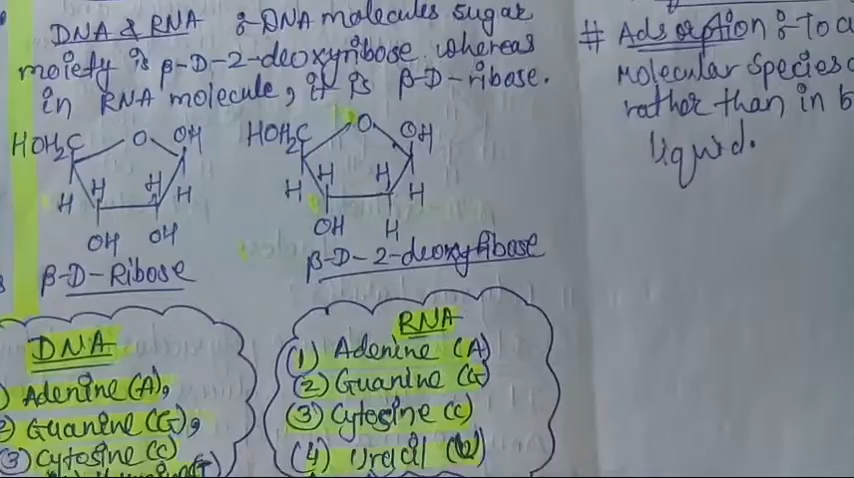 DNA & RNA :- DNA molecules sugar
moiety is β-D-2-deoxyribose whereas
in RNA molecule, it is β-D-ribose.
HOH₂C O OH
H H H H
OH OH
β-D-Ribose
HOH₂C O OH
H H H H
OH H
β-D-2-deoxyribose
DNA
Adenine (A),
Guanine (G),
(3) Cytosine (C)
RNA
(1) Adenine (A)
(2) Guanine (G)
(3) Cytosine (C)
(4) Uracil (U)
# Adsorption :- To a
Molecular Species
rather than in b
liquid.